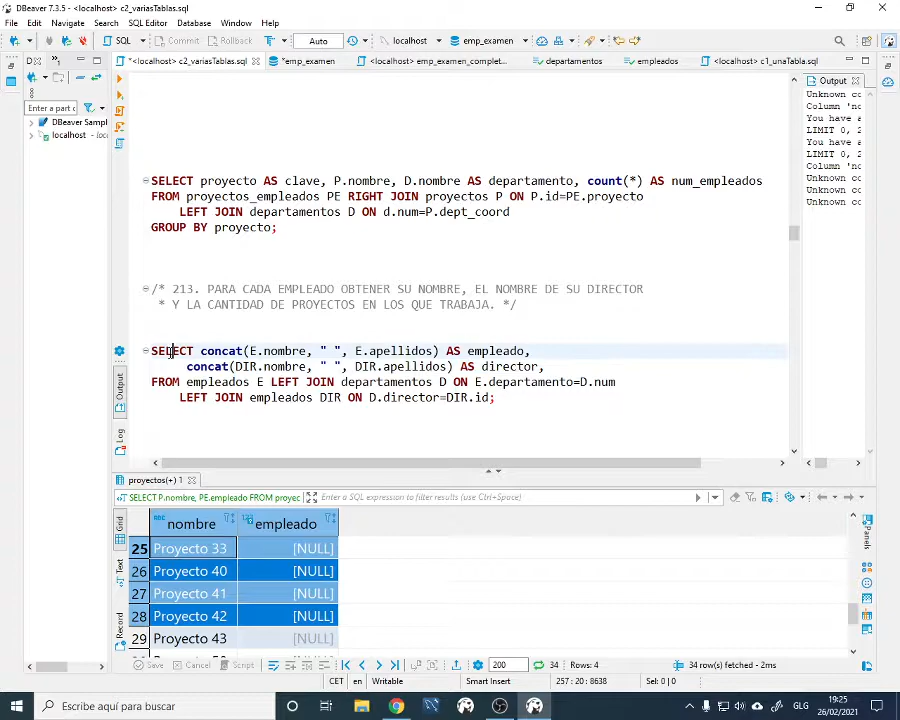 DBeaver 7.3.5 - <localhost> c2_variasTablas.sql
File Edit Navigate Search SQL Editor Database Window Help
SQL Commit Rollback T Auto localhost emp_examen
D *<localhost> c2_variasTablas.sql *emp_examen <localhost> emp_examen_complet... departamentos empleados <localhost> c1_unaTabla.sql Output
Enter a part c
DBeaver Sampl
localhost
Unknown co
Column 'no
You have a
LIMIT 0, 2
You have a
LIMIT 0, 2
Column 'no
Unknown co
Unknown co
Unknown co
SELECT proyecto AS clave, P.nombre, D.nombre AS departamento, count(*) AS num_empleados
FROM proyectos_empleados PE RIGHT JOIN proyectos P ON P.id=PE.proyecto
LEFT JOIN departamentos D ON d.num=P.dept_coord
GROUP BY proyecto;
/* 213. PARA CADA EMPLEADO OBTENER SU NOMBRE, EL NOMBRE DE SU DIRECTOR
* Y LA CANTIDAD DE PROYECTOS EN LOS QUE TRABAJA. */
SELECT concat(E.nombre, " ", E.apellidos) AS empleado,
concat(DIR.nombre, " ", DIR.apellidos) AS director,
FROM empleados E LEFT JOIN departamentos D ON E.departamento=D.num
LEFT JOIN empleados DIR ON D.director=DIR.id;
Output
Log
proyectos(+) 1
SELECT P.nombre, PE.empleado FROM proyec Enter a SQL expression to filter results (use Ctrl+Space)
Grid
Text
Record
Panels
nombre empleado
25 Proyecto 33 [NULL]
26 Proyecto 40 [NULL]
27 Proyecto 41 [NULL]
28 Proyecto 42 [NULL]
29 Proyecto 43 [NULL]
Save Cancel Script 200 34 Rows: 4 34 row(s) fetched - 2ms
CET en Writable Smart Insert 257 : 20 : 8638 Sel: 0 | 0
Escribe aquí para buscar GLG 19:25
26/02/2021